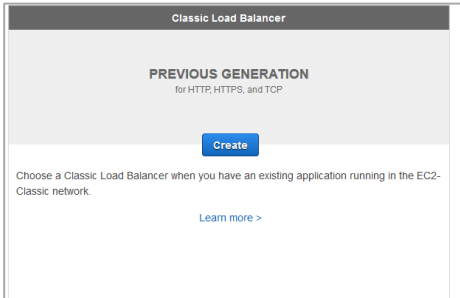 Classic Load Balancer
PREVIOUS GENERATION
for HTTP, HTTPS, and TCP
Create
Choose a Classic Load Balancer when you have an existing application running in the EC2-
Classic network.
Learn more >